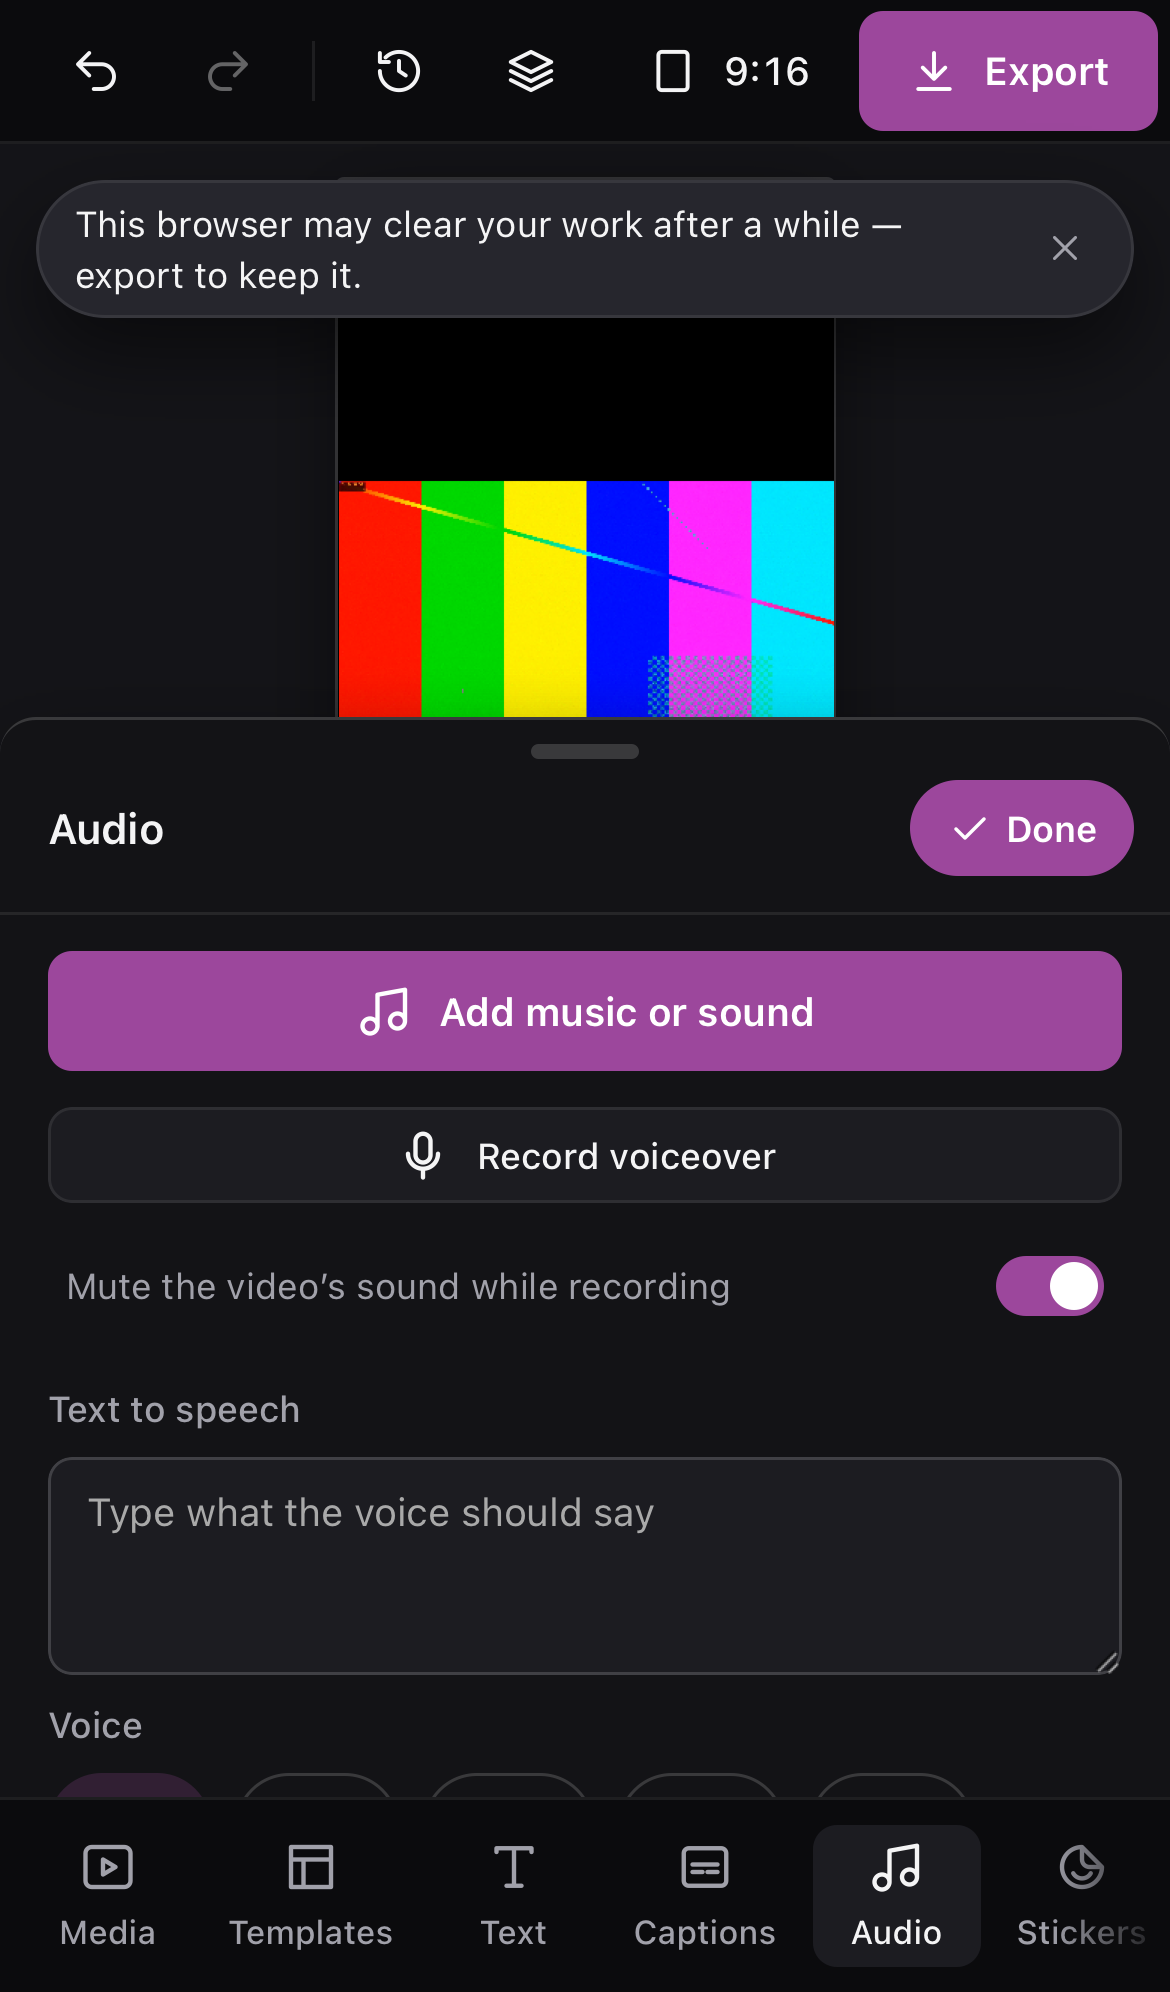 9:16
Export
This browser may clear your work after a while —
export to keep it.
Audio
Done
Add music or sound
Record voiceover
Mute the video’s sound while recording
Text to speech
Type what the voice should say
Voice
Media
Templates
Text
Captions
Audio
Stickers